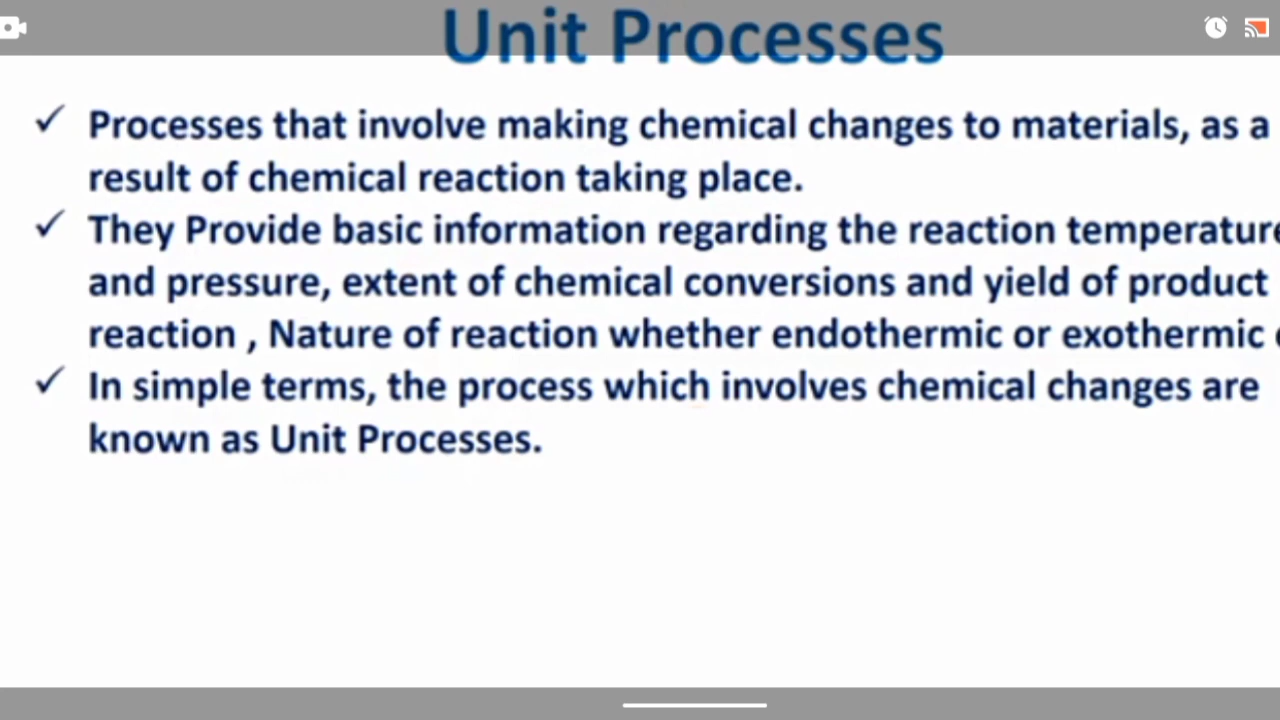 Unit Processes
✓ Processes that involve making chemical changes to materials, as a
result of chemical reaction taking place.
✓ They Provide basic information regarding the reaction
and pressure, extent of chemical conversions and yield of product
reaction , Nature of reaction whether endothermic or exothermic
✓ In simple terms, the process which involves chemical changes are
known as Unit Processes.